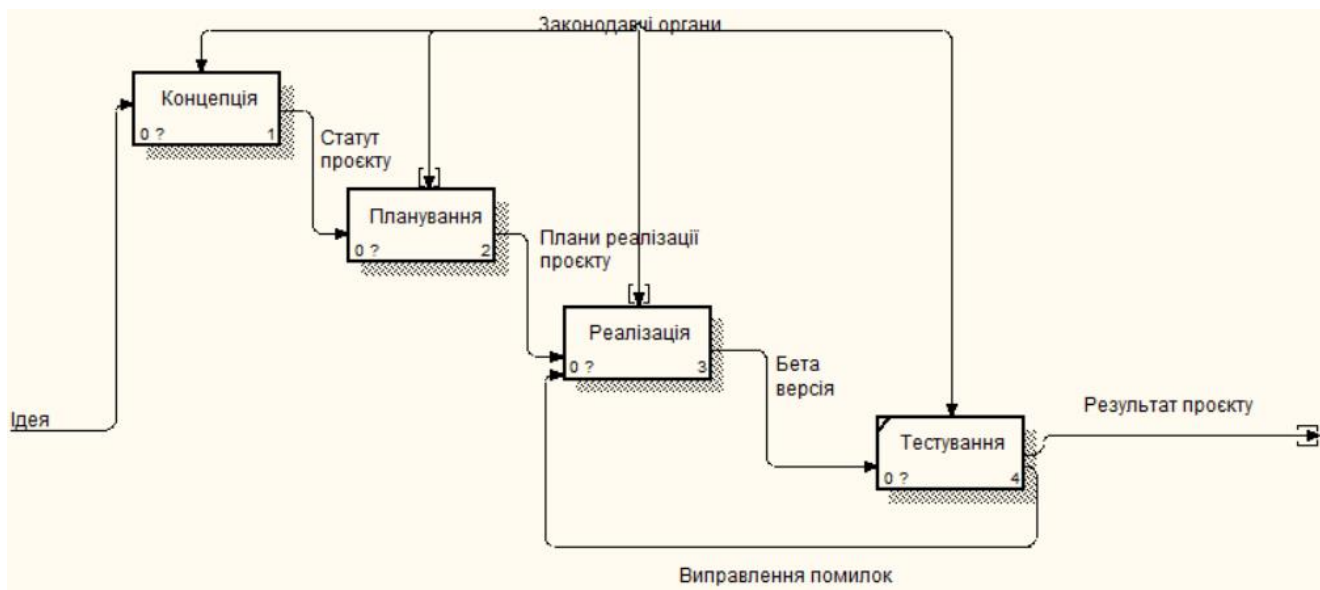 Законодавчі органи
Концепція
0 ?
1
Статут
проєкту
Планування
0 ?
2
Плани реалізації
проєкту
Реалізація
0 ?
3
Бета
версія
Ідея
Результат проєкту
Тестування
0 ?
4
Виправлення помилок